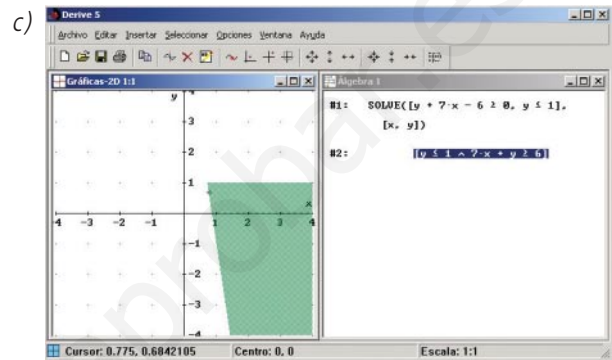 c)
Derive 5
Archivo Editar Insertar Seleccionar Opciones Ventana Ayuda
Gráficas-2D 1:1
y
4
3
2
1
x
-4 -3 -2 -1 1 2 3 4
-1
-2
-3
-4
Álgebra 1
#1: SOLVE([y + 7·x - 6 ≥ 0, y ≤ 1],
[x, y])
#2: [y ≤ 1 ∧ 7·x + y ≥ 6]
Cursor: 0.775, 0.6842105 Centro: 0, 0 Escala: 1:1